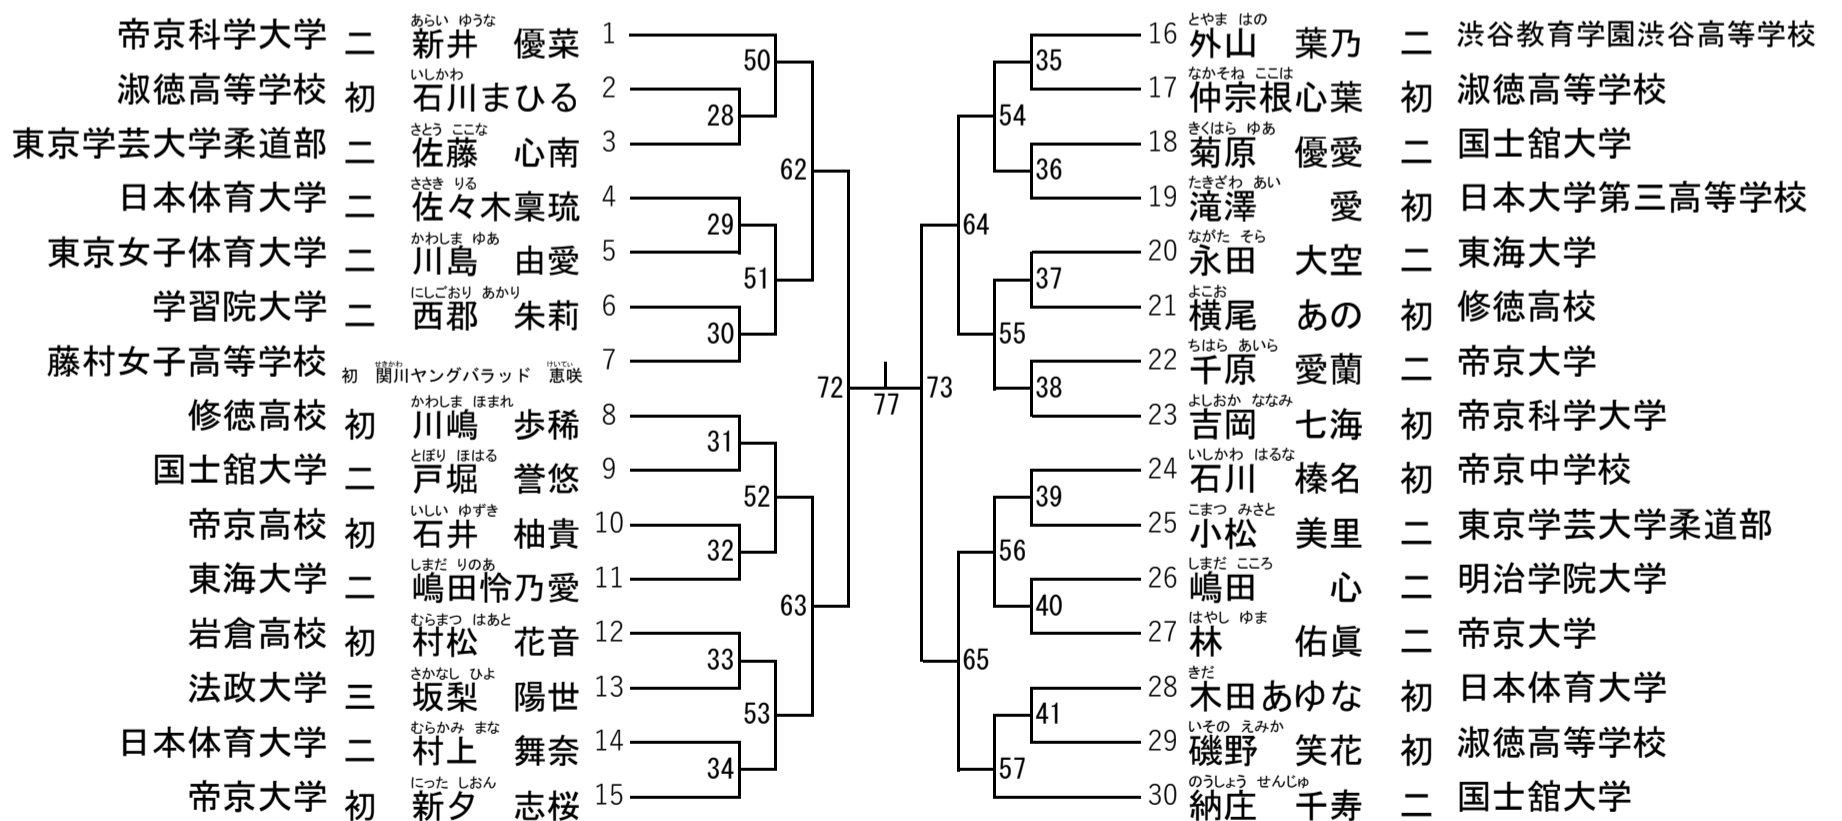 帝京科学大学 二 新井 優菜 あらい ゆうな 1
淑徳高等学校 初 石川まひる いしかわ 2
東京学芸大学柔道部 二 佐藤 心南 さとう ここな 3
日本体育大学 二 佐々木稟琉 ささき りる 4
東京女子体育大学 二 川島 由愛 かわしま ゆあ 5
学習院大学 二 西郡 朱莉 にしごおり あかり 6
藤村女子高等学校 初 関川ヤングバラッド 恵咲 せきかわ けいてぃ 7
修徳高校 初 川嶋 歩稀 かわしま ほまれ 8
国士舘大学 二 戸堀 誉悠 とぼり ほはる 9
帝京高校 初 石井 柚貴 いしい ゆずき 10
東海大学 二 嶋田怜乃愛 しまだ りのあ 11
岩倉高校 初 村松 花音 むらまつ はあと 12
法政大学 三 坂梨 陽世 さかなし ひよ 13
日本体育大学 二 村上 舞奈 むらかみ まな 14
帝京大学 初 新夕 志桜 にった しおん 15
50
28
62
29
51
30
72
31
52
32
63
33
53
34
77
73
35
54
36
64
37
55
38
39
56
40
65
41
57
16 外山 葉乃 とやま はの 二 渋谷教育学園渋谷高等学校
17 仲宗根心葉 なかそね ここは 初 淑徳高等学校
18 菊原 優愛 きくはら ゆあ 二 国士舘大学
19 滝澤 愛 たきざわ あい 初 日本大学第三高等学校
20 永田 大空 ながた そら 二 東海大学
21 横尾 あの よこお 初 修徳高校
22 千原 愛蘭 ちはら あいら 二 帝京大学
23 吉岡 七海 よしおか ななみ 初 帝京科学大学
24 石川 榛名 いしかわ はるな 初 帝京中学校
25 小松 美里 こまつ みさと 二 東京学芸大学柔道部
26 嶋田 心 しまだ こころ 二 明治学院大学
27 林 佑眞 はやし ゆま 二 帝京大学
28 木田あゆな きだ 初 日本体育大学
29 磯野 笑花 いその えみか 初 淑徳高等学校
30 納庄 千寿 のうしょう せんじゅ 二 国士舘大学